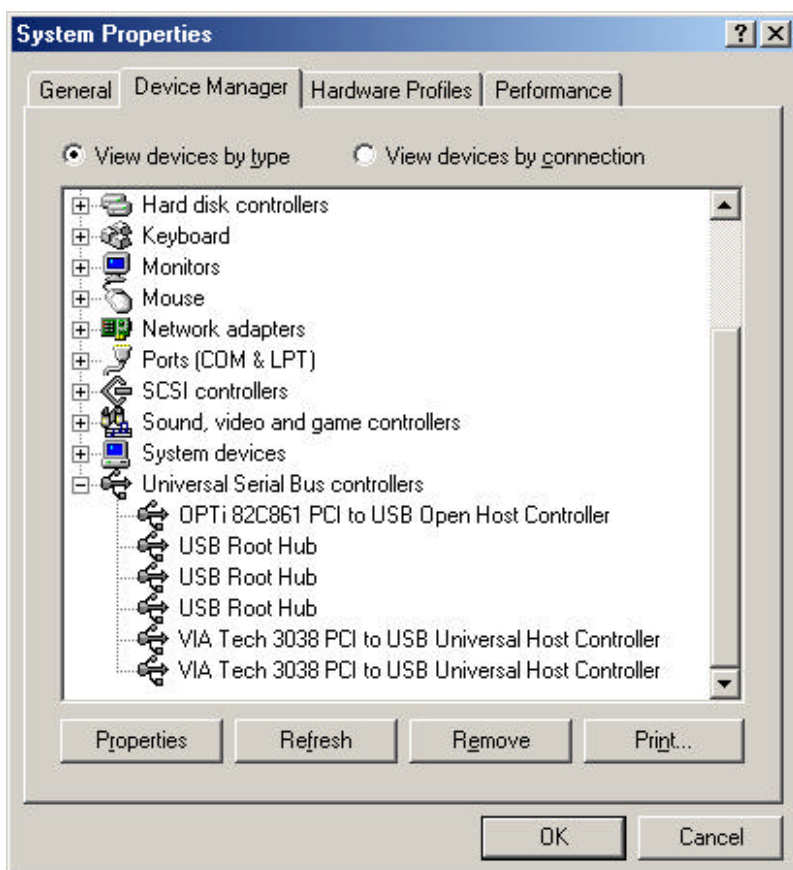 System Properties
General Device Manager Hardware Profiles Performance
View devices by type View devices by connection
Hard disk controllers
Keyboard
Monitors
Mouse
Network adapters
Ports (COM & LPT)
SCSI controllers
Sound, video and game controllers
System devices
Universal Serial Bus controllers
OPTi 82C861 PCI to USB Open Host Controller
USB Root Hub
USB Root Hub
USB Root Hub
VIA Tech 3038 PCI to USB Universal Host Controller
VIA Tech 3038 PCI to USB Universal Host Controller
Properties Refresh Remove Print...
OK Cancel